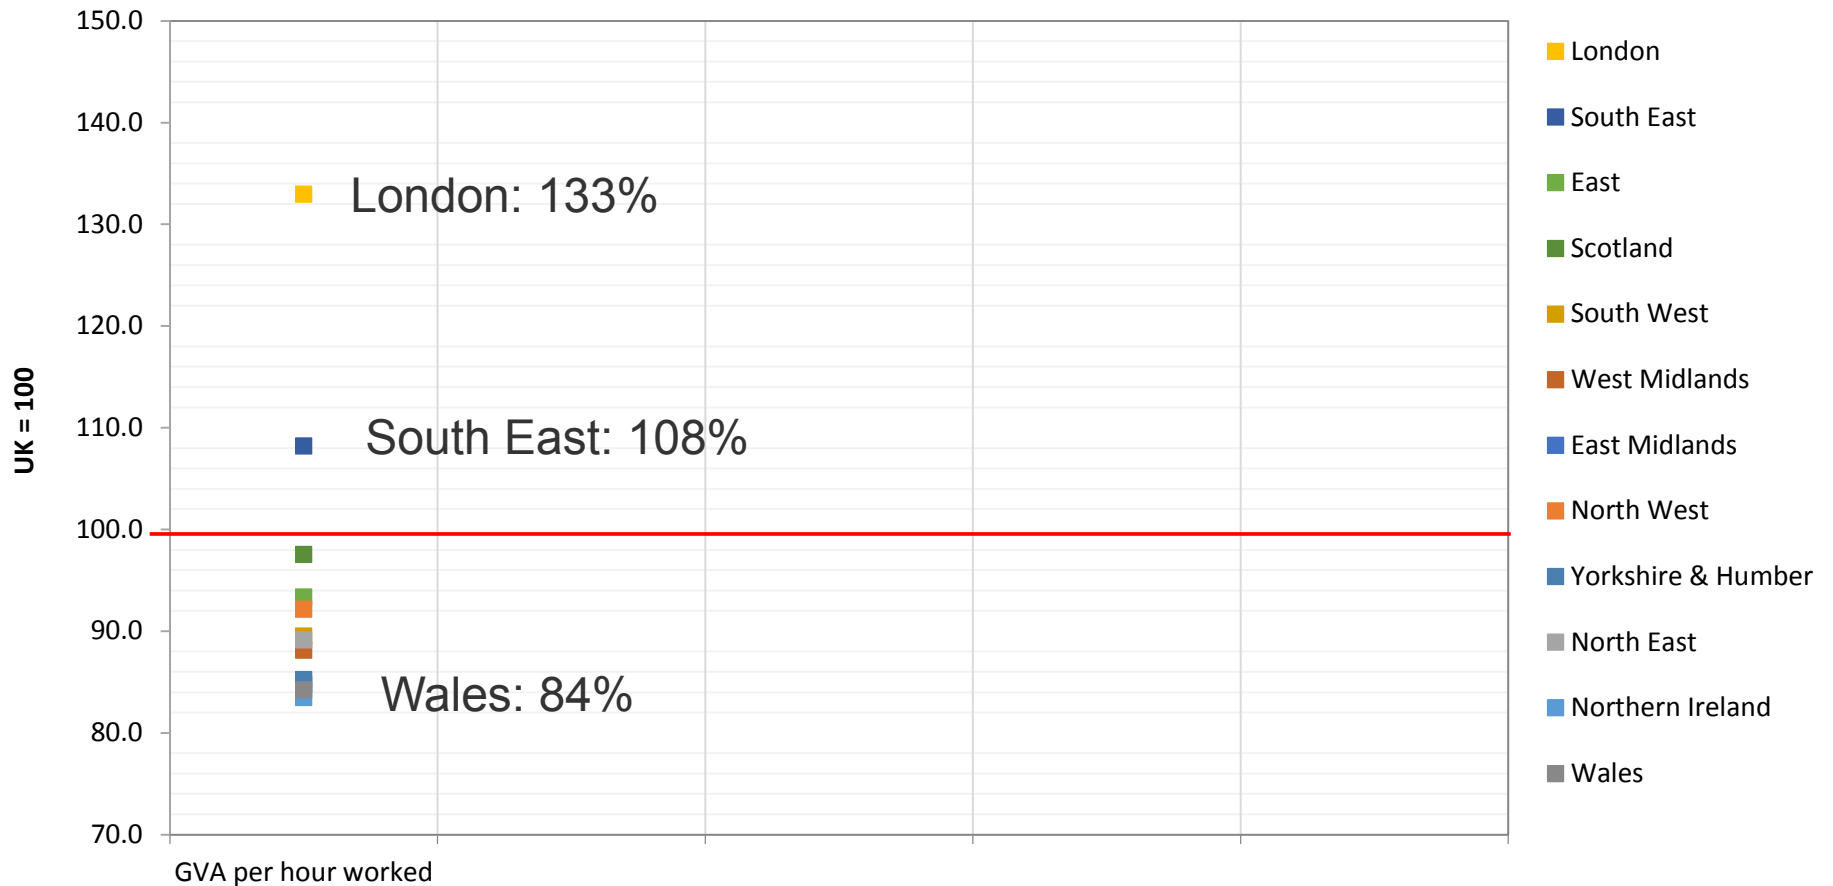 150.0
140.0
130.0
120.0
110.0
100.0
90.0
80.0
70.0
UK = 100
London: 133%
South East: 108%
Wales: 84%
GVA per hour worked
London
South East
East
Scotland
South West
West Midlands
East Midlands
North West
Yorkshire & Humber
North East
Northern Ireland
Wales